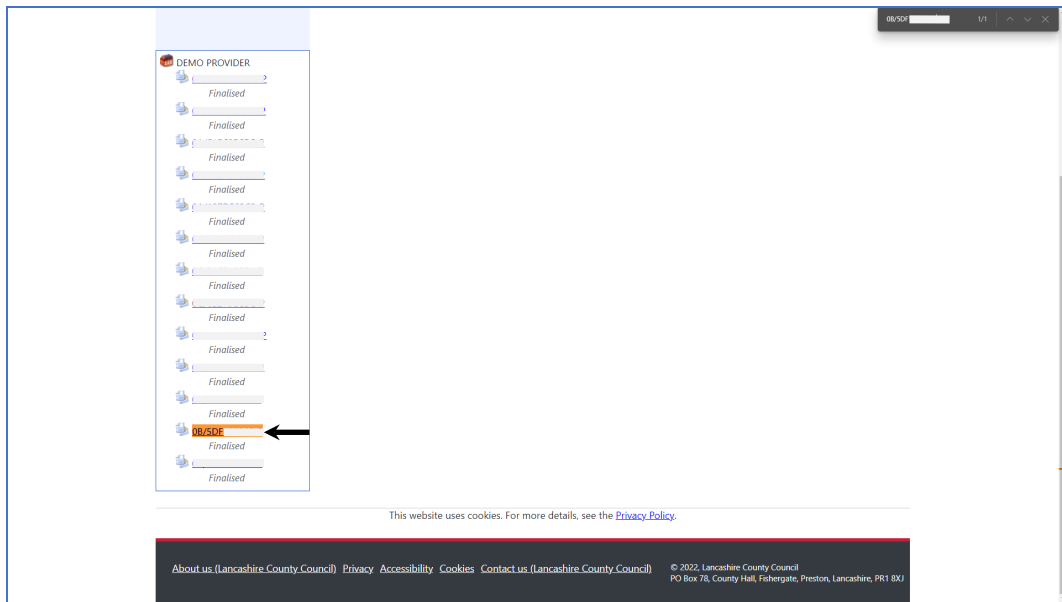 0B/5DF 1/1
DEMO PROVIDER
Finalised
Finalised
Finalised
Finalised
Finalised
Finalised
Finalised
Finalised
Finalised
Finalised
Finalised
0B/5DF
Finalised
Finalised
This website uses cookies. For more details, see the Privacy Policy.
About us (Lancashire County Council) Privacy Accessibility Cookies Contact us (Lancashire County Council)
© 2022, Lancashire County Council
PO Box 78, County Hall, Fishergate, Preston, Lancashire, PR1 8XJ